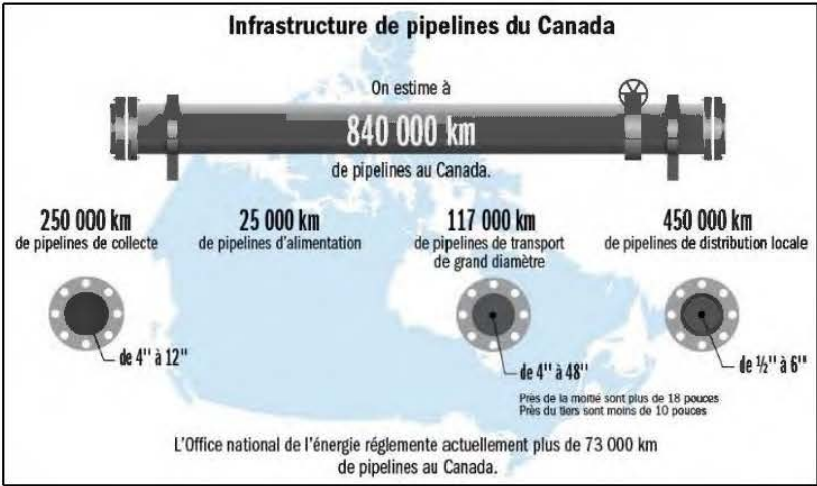 Infrastructure de pipelines du Canada
On estime à
840 000 km
de pipelines au Canada.
250 000 km
de pipelines de collecte
25 000 km
de pipelines d'alimentation
117 000 km
de pipelines de transport
de grand diamètre
450 000 km
de pipelines de distribution locale
de 4" à 12"
de 4" à 48"
Près de la moitié sont plus de 18 pouces
Près du tiers sont moins de 10 pouces
de ½" à 6"
L'Office national de l'énergie réglemente actuellement plus de 73 000 km
de pipelines au Canada.